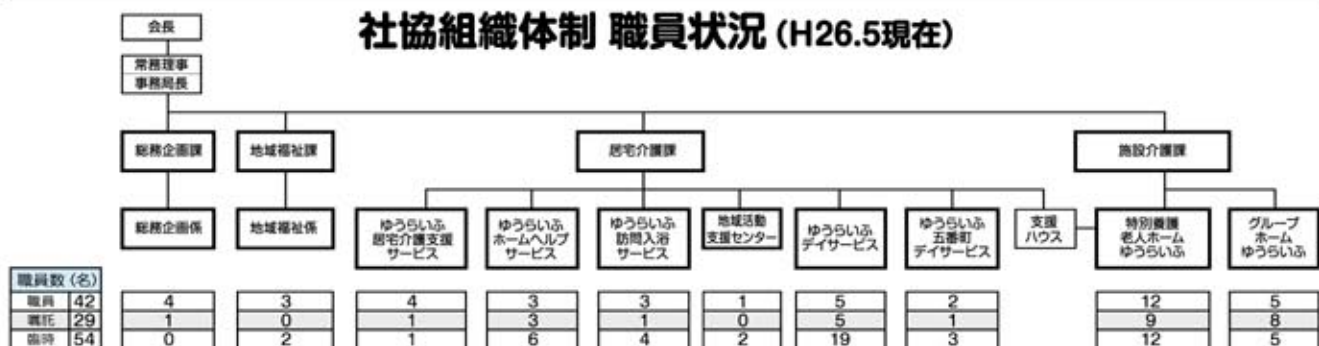 社協組織体制 職員状況 (H26.5現在)
会長
常務理事
事務局長
総務企画課
地域福祉課
居宅介護課
施設介護課
総務企画係
地域福祉係
ゆうらいふ
居宅介護支援
サービス
ゆうらいふ
ホームヘルプ
サービス
ゆうらいふ
訪問入浴
サービス
地域活動
支援センター
ゆうらいふ
デイサービス
ゆうらいふ
五番町
デイサービス
支援
ハウス
特別養護
老人ホーム
ゆうらいふ
グループ
ホーム
ゆうらいふ
職員数 (名)
職員 42 4 3 4 3 3 1 5 2 12 5
嘱託 29 1 0 1 3 1 0 5 1 9 8
臨時 54 0 2 1 6 4 2 19 3 12 5